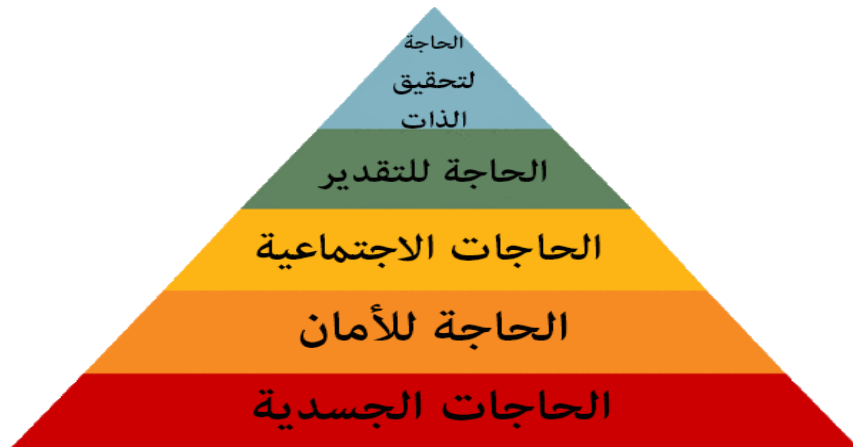 الحاجة
لتحقيق
الذات
الحاجة للتقدير
الحاجات الاجتماعية
الحاجة للأمان
الحاجات الجسدية